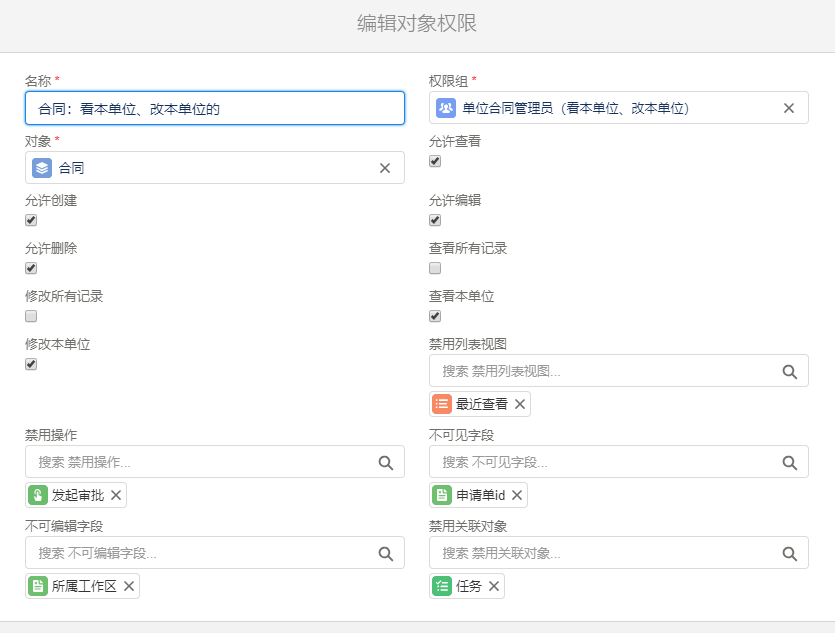 编辑对象权限
名称 *
合同：看本单位、改本单位的
权限组 *
单位合同管理员（看本单位、改本单位）
对象 *
合同
允许查看
允许创建
允许编辑
允许删除
查看所有记录
修改所有记录
查看本单位
修改本单位
禁用列表视图
搜索 禁用列表视图...
最近查看
禁用操作
搜索 禁用操作...
发起审批
不可见字段
搜索 不可见字段...
申请单id
不可编辑字段
搜索 不可编辑字段...
所属工作区
禁用关联对象
搜索 禁用关联对象...
任务